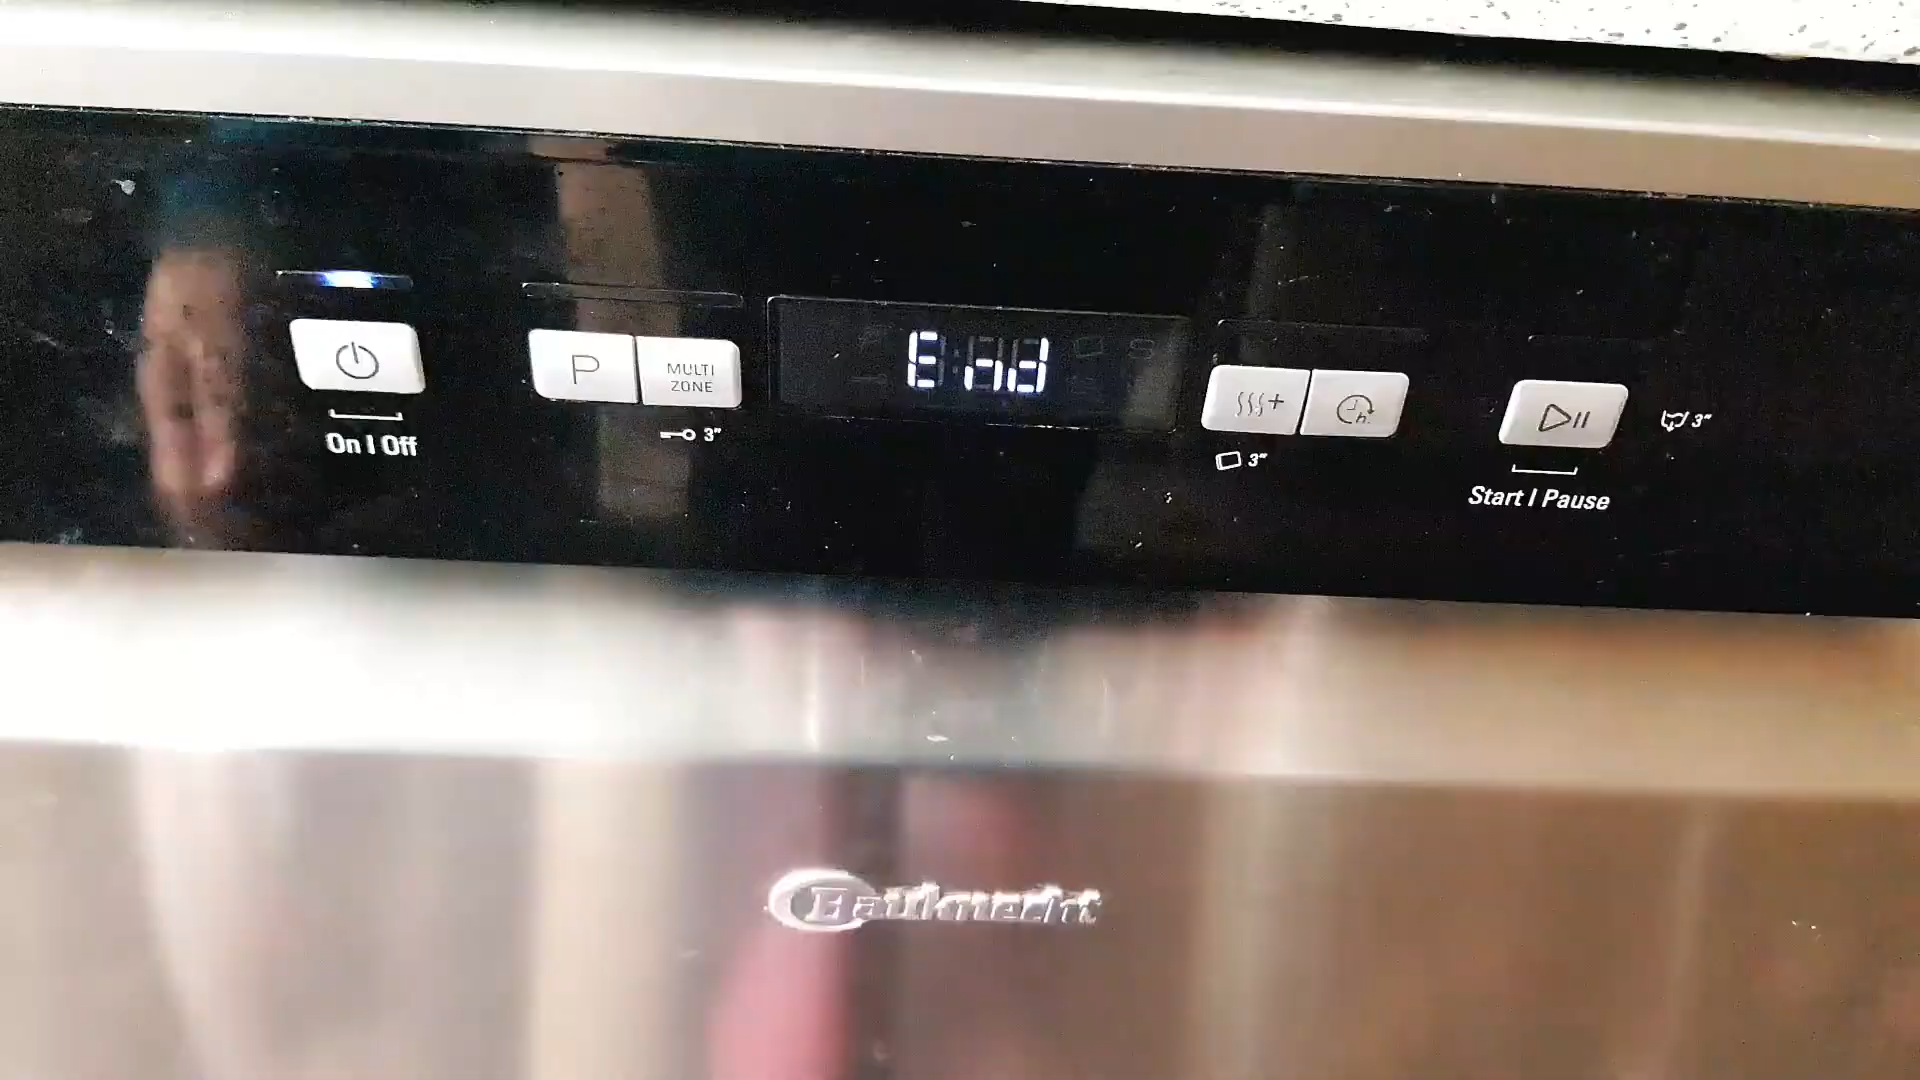 End
P
MULTI
ZONE
h
On | Off
3"
3"
3"
Start | Pause
Bauknecht